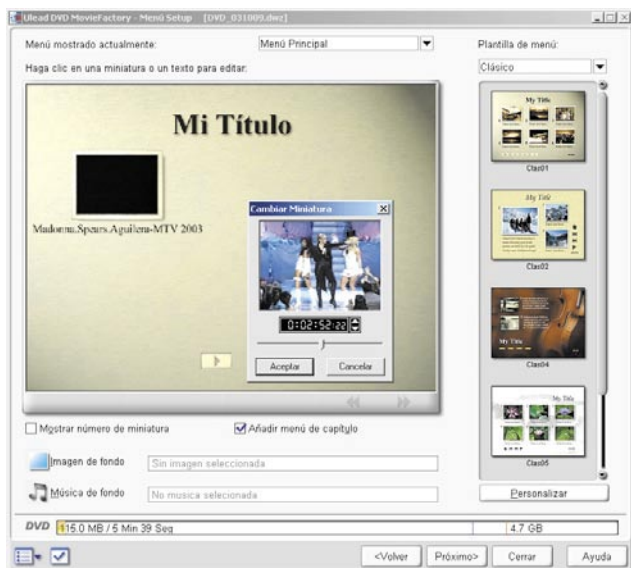 Ulead DVD MovieFactory - Menú Setup [DVD_031009.dwz]
Menú mostrado actualmente:
Menú Principal
Plantilla de menú:
Haga clic en una miniatura o un texto para editar.
Clásico
Mi Título
Madonna.Spears.Aguilera-MTV 2003
Cambiar Miniatura
0:02:52:22
Aceptar
Cancelar
My Title
Clas01
My Title
Clas02
My Title
Clas04
My Title
Clas05
Mostrar número de miniatura
Añadir menú de capítulo
Imagen de fondo
Sin imagen seleccionada
Música de fondo
No musica selecionada
Personalizar
DVD
115.0 MB / 5 Min 39 Seg
4.7 GB
<Volver
Próximo>
Cerrar
Ayuda